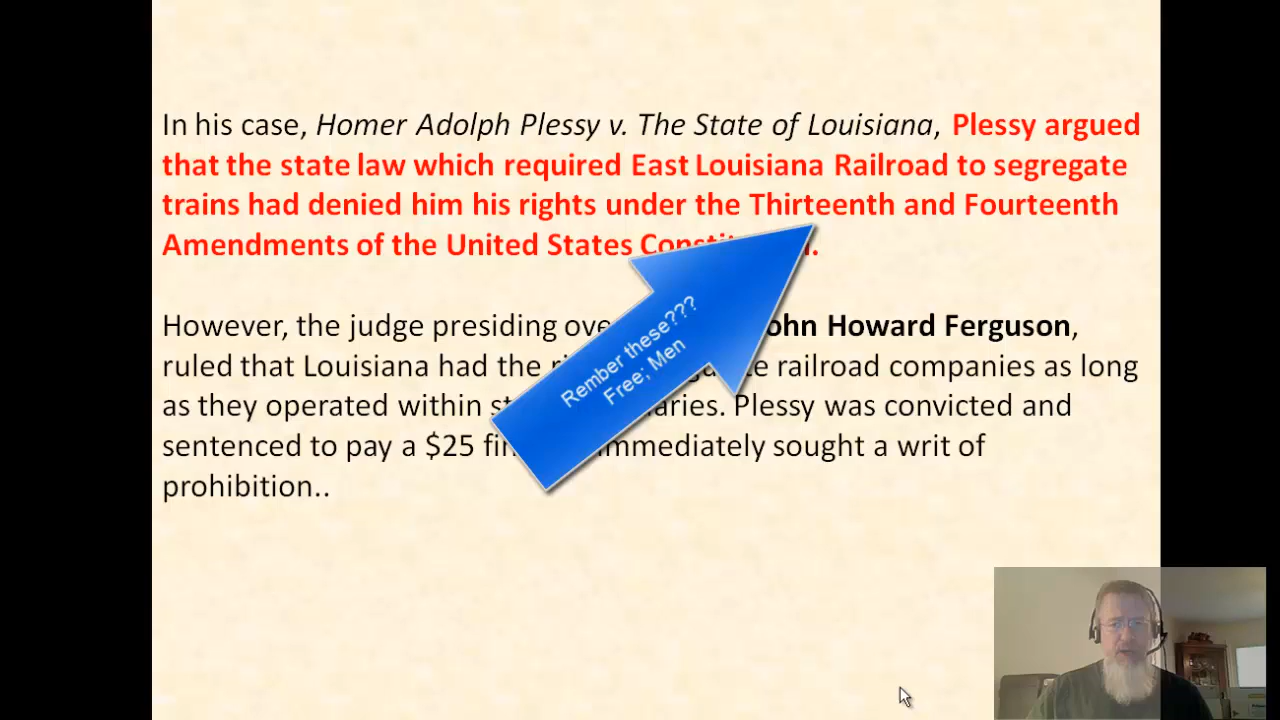 In his case, Homer Adolph Plessy v. The State of Louisiana, Plessy argued
that the state law which required East Louisiana Railroad to segregate
trains had denied him his rights under the Thirteenth and Fourteenth
Amendments of the United States
However, the judge presiding Howard Ferguson,
ruled that Louisiana had the railroad companies as long
as they operated within Plessy was convicted and
sentenced to pay a $25 immediately sought a writ of
prohibition..
Rember these???
Free; Men